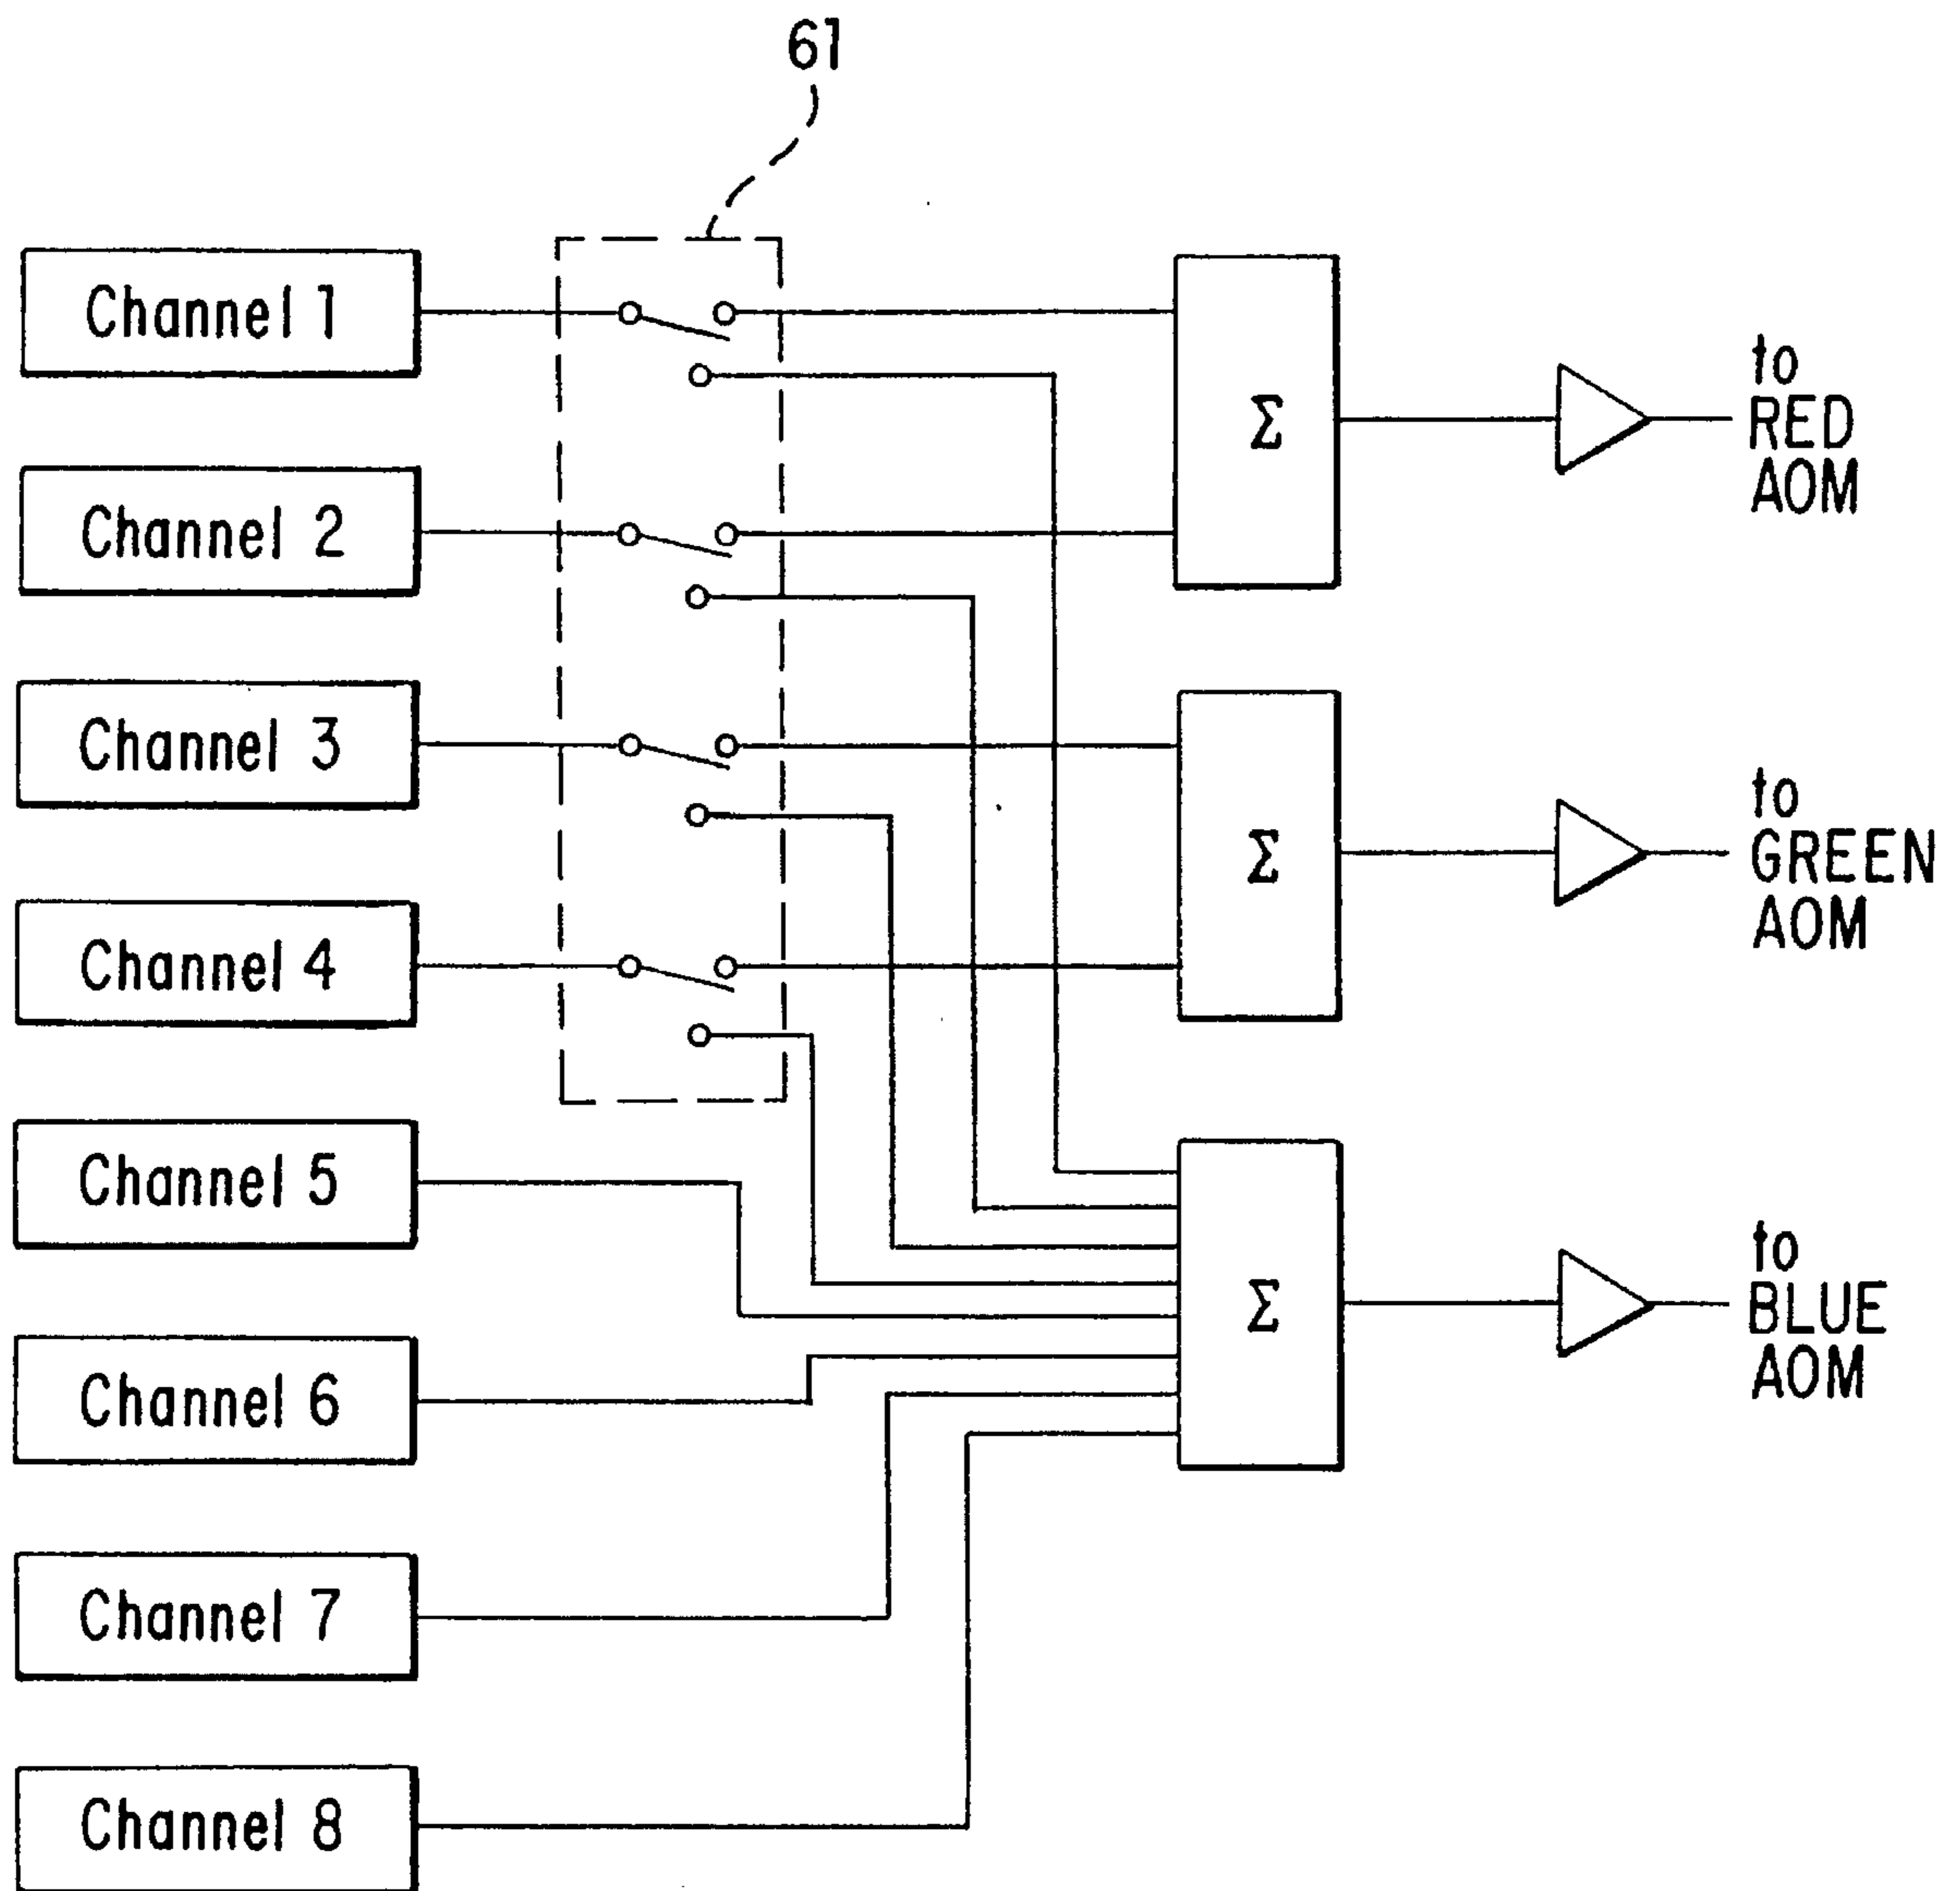 61
Channel 1
Channel 2
Channel 3
Channel 4
Channel 5
Channel 6
Channel 7
Channel 8
Σ
to
RED
AOM
Σ
to
GREEN
AOM
Σ
to
BLUE
AOM